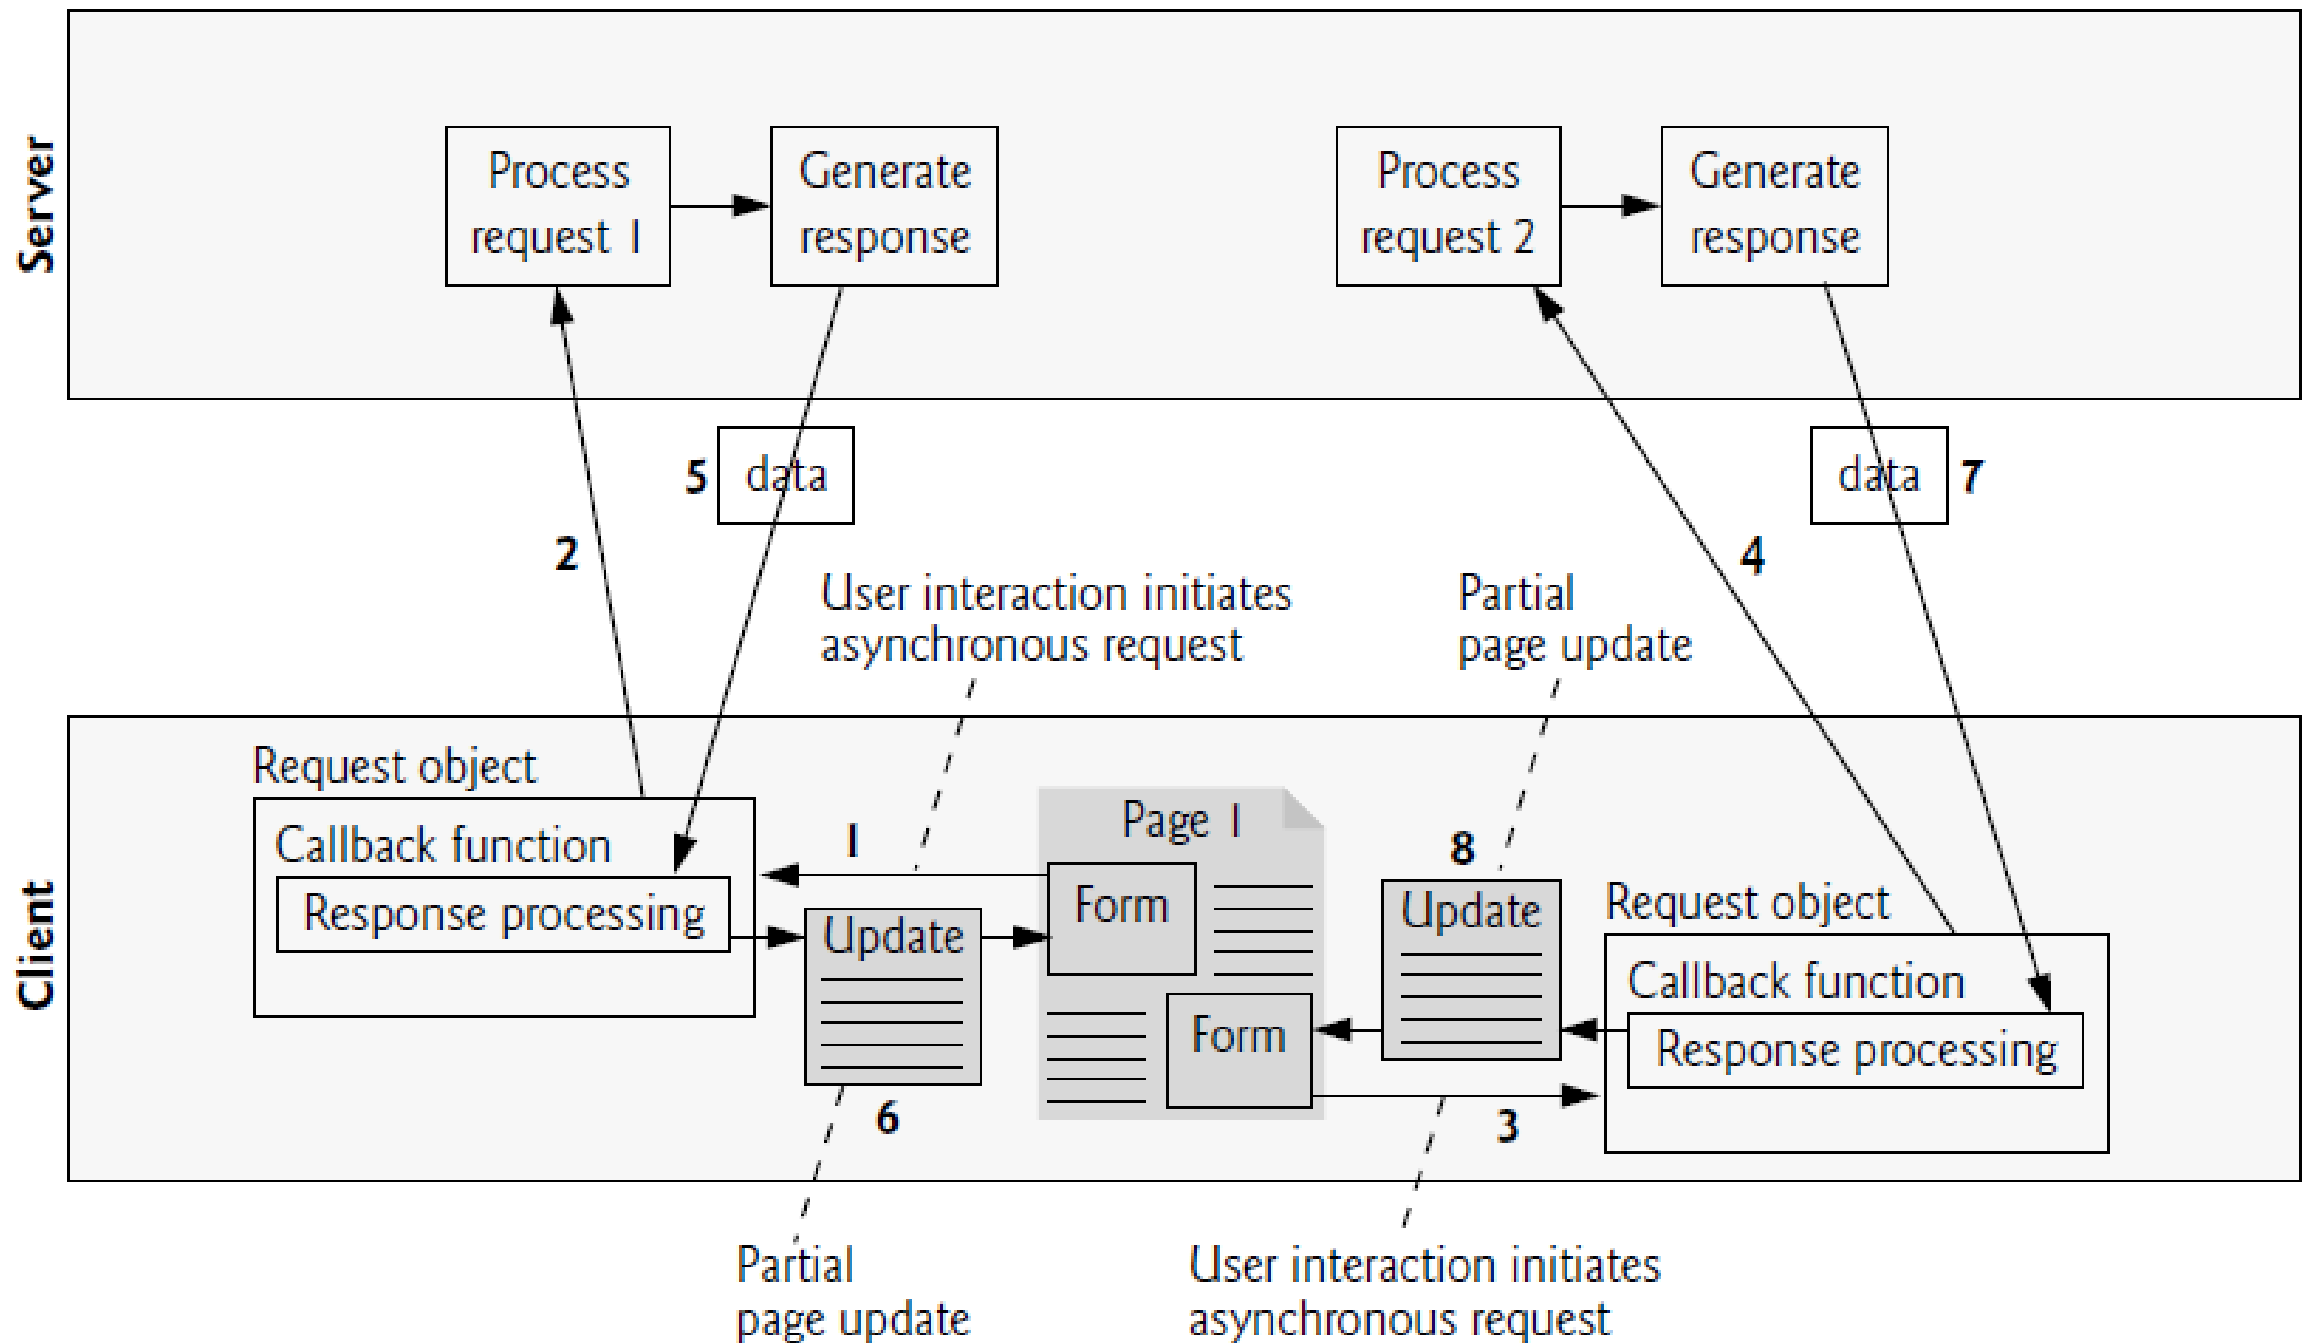 Server
Process
request 1
Generate
response
Process
request 2
Generate
response
5
data
data
7
2
4
User interaction initiates
asynchronous request
Partial
page update
Client
Request object
Callback function
Response processing
1
Update
6
Page 1
Form
Form
8
Update
3
Request object
Callback function
Response processing
Partial
page update
User interaction initiates
asynchronous request